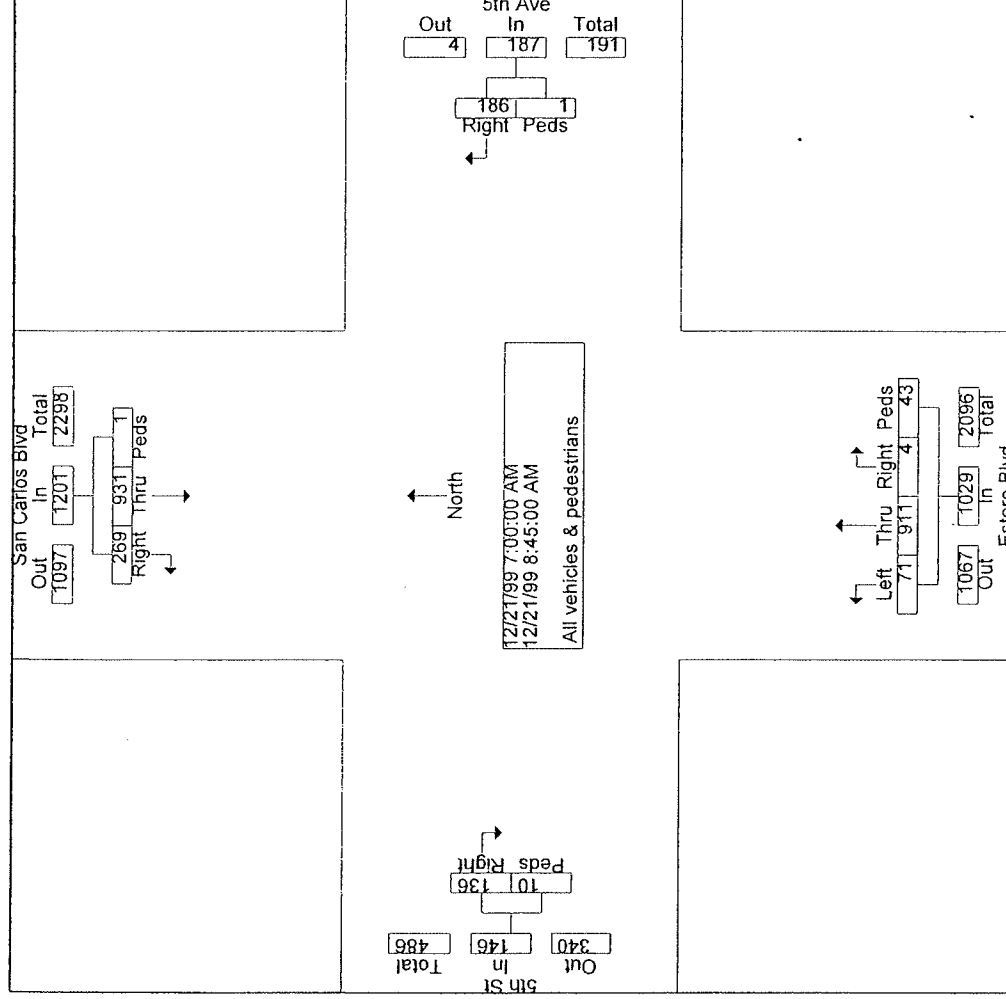 5th Ave
Out In Total
4 187 191
186 1
Right Peds
San Carlos Blvd
Out In Total
1097 1201 2298
269 931 1
Right Thru Peds
North
12/21/99 7:00:00 AM
12/21/99 8:45:00 AM
All vehicles & pedestrians
Left Thru Right Peds
71 911 4 43
1067 1029 2096
Out In Total
Estero Blvd
Right Peds
136 10
486 146 340
Total In Out
5th St